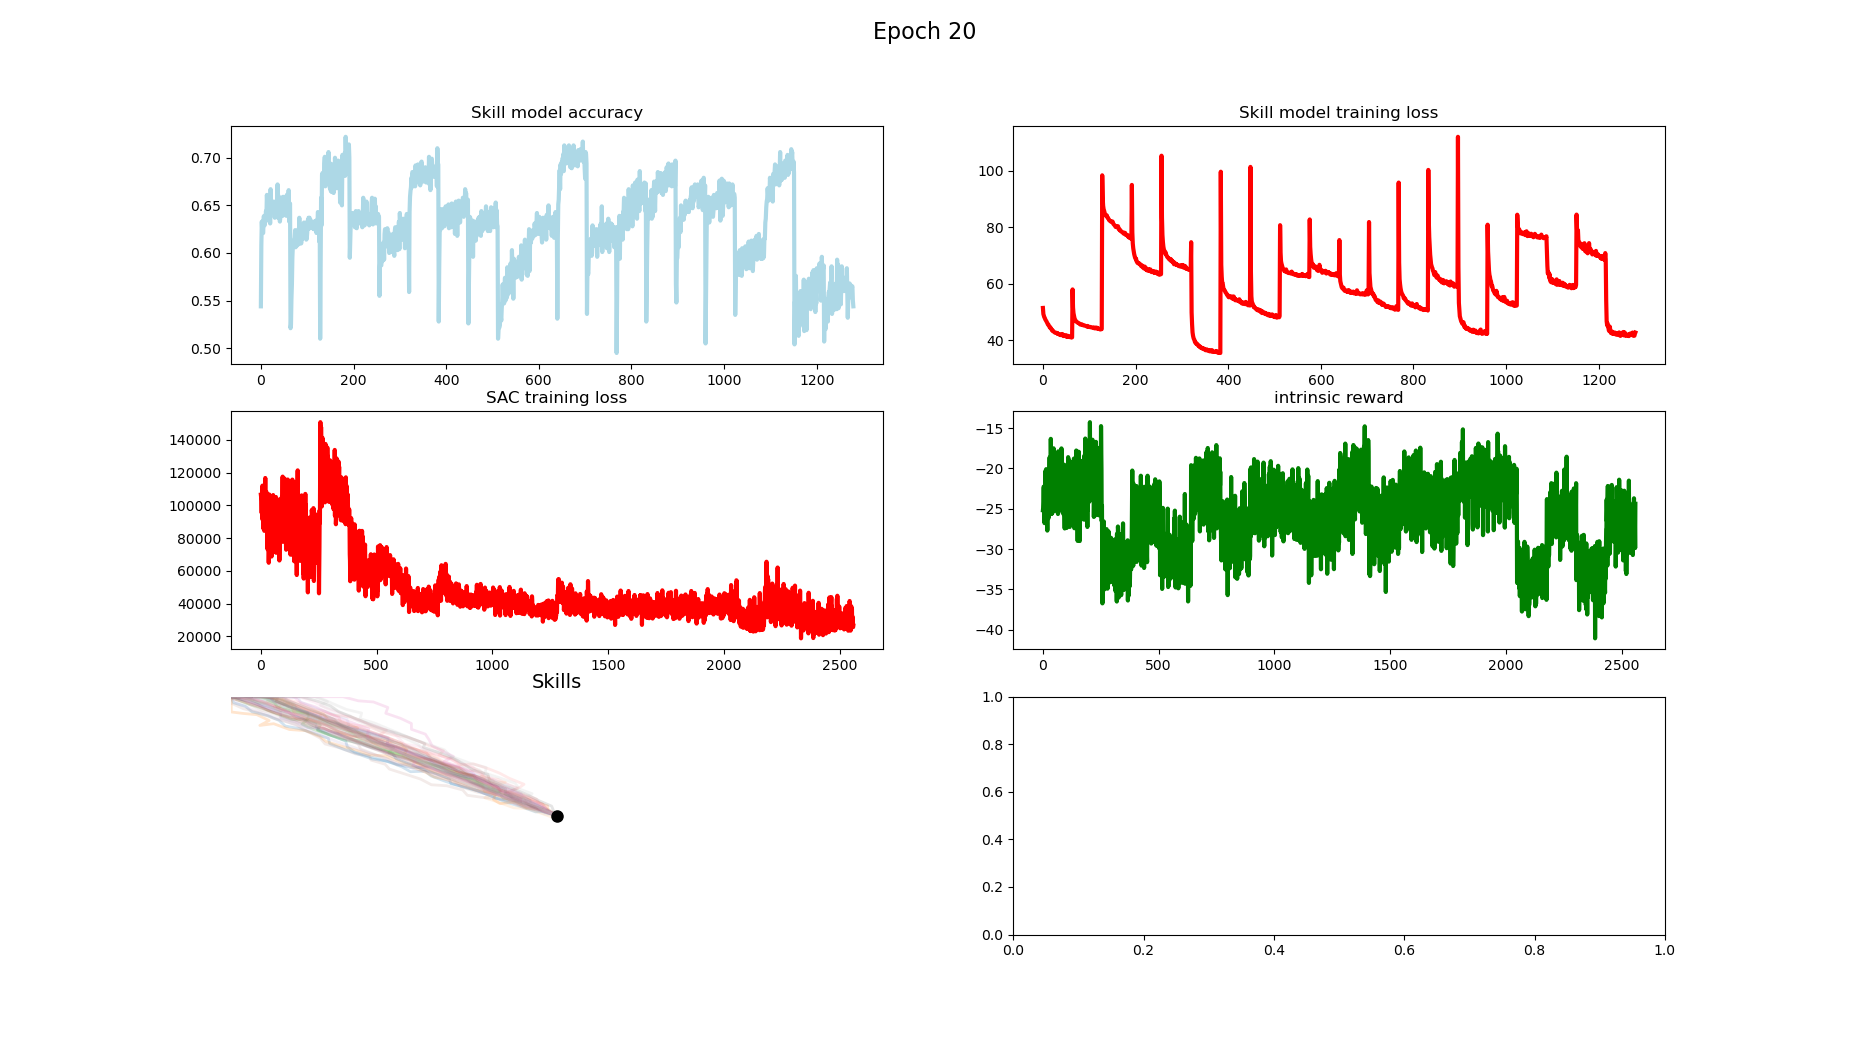 Epoch 20
Skill model accuracy
0.70
0.65
0.60
0.55
0.50
0 200 400 600 800 1000 1200
Skill model training loss
100
80
60
40
0 200 400 600 800 1000 1200
SAC training loss
140000
120000
100000
80000
60000
40000
20000
0 500 1000 1500 2000 2500
intrinsic reward
−15
−20
−25
−30
−35
−40
0 500 1000 1500 2000 2500
Skills
1.0
0.8
0.6
0.4
0.2
0.0
0.0 0.2 0.4 0.6 0.8 1.0